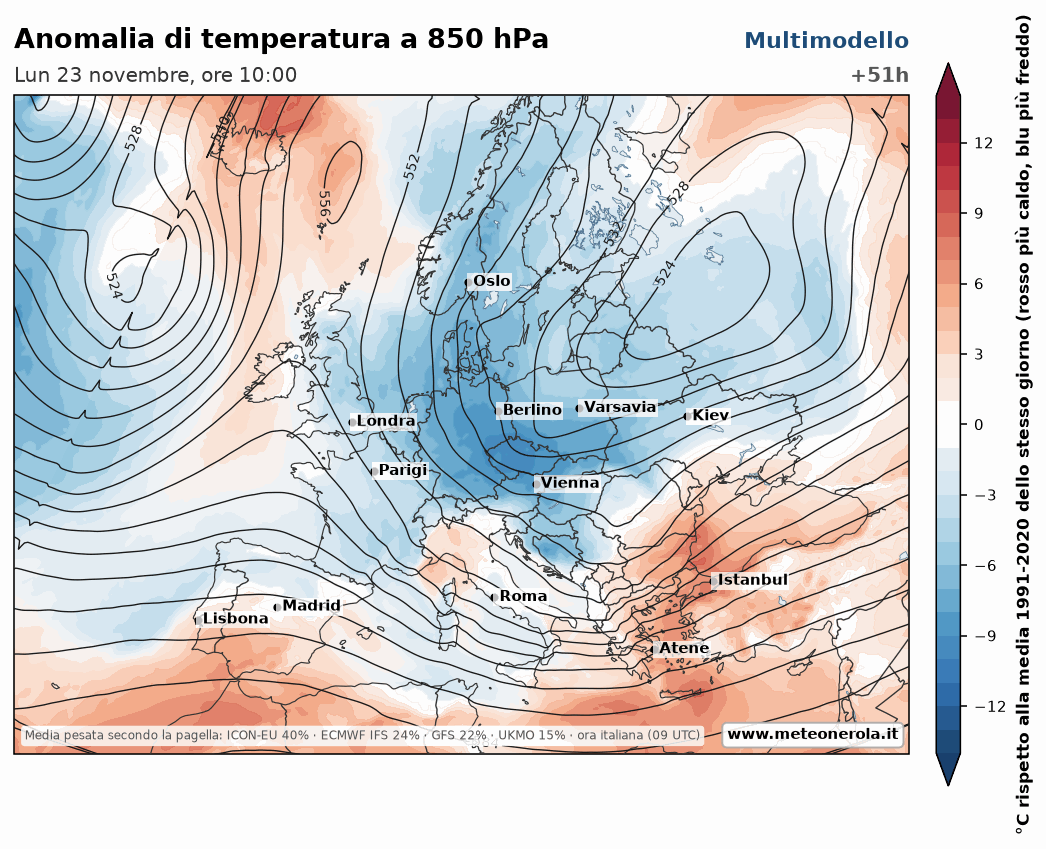 Anomalia di temperatura a 850 hPa
Multimodello
Lun 23 novembre, ore 10:00
+51h
528
540
552
556
528
532
524
524
Oslo
Berlino
Varsavia
Kiev
Londra
Parigi
Vienna
Istanbul
Roma
Madrid
Lisbona
Atene
Media pesata secondo la pagella: ICON-EU 40% · ECMWF IFS 24% · GFS 22% · UKMO 15% · ora italiana (09 UTC)
www.meteonerola.it
12
9
6
3
0
−3
−6
−9
−12
°C rispetto alla media 1991-2020 dello stesso giorno (rosso più caldo, blu più freddo)